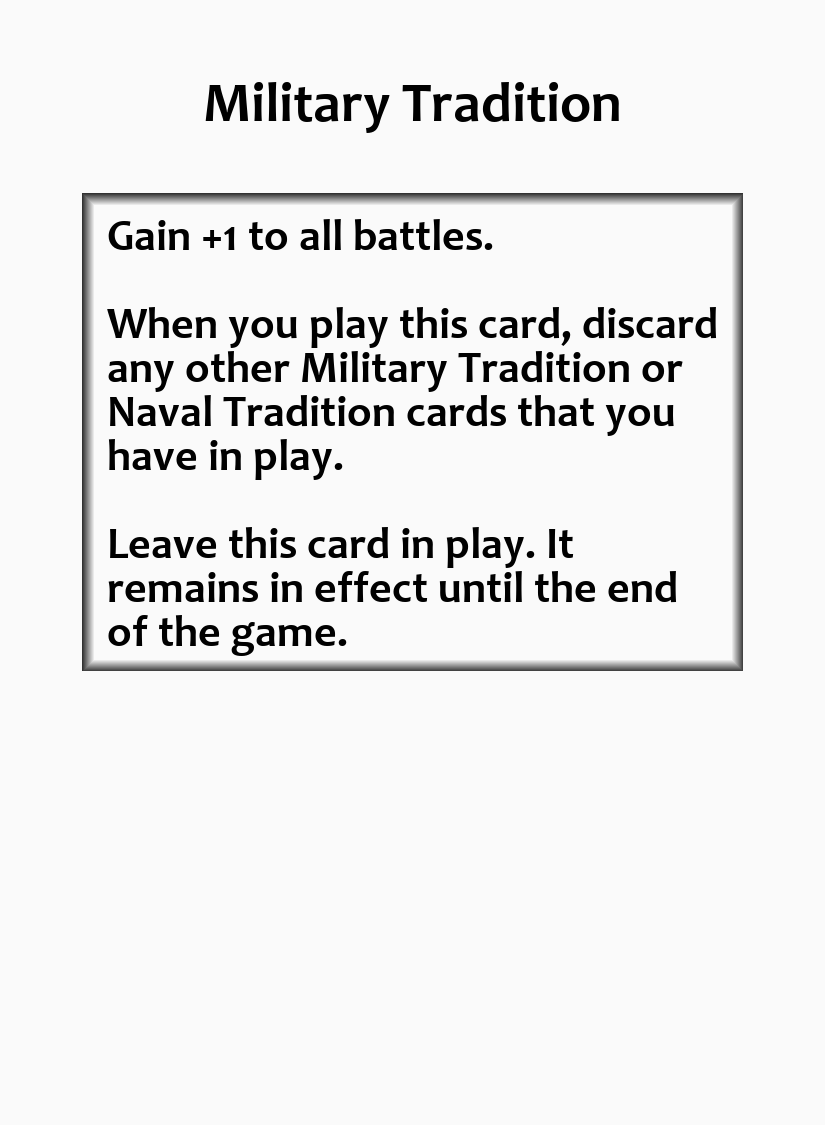 Military Tradition
Gain +1 to all battles.
When you play this card, discard
any other Military Tradition or
Naval Tradition cards that you
have in play.
Leave this card in play. It
remains in effect until the end
of the game.